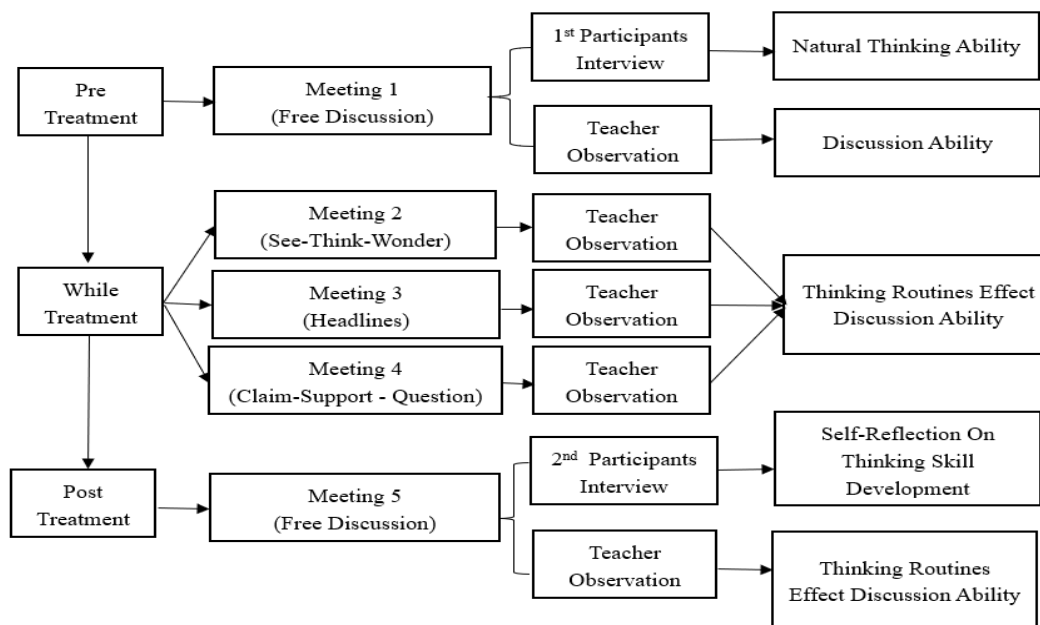 Pre
Treatment
Meeting 1
(Free Discussion)
1st Participants
Interview
Natural Thinking Ability
Teacher
Observation
Discussion Ability
While
Treatment
Meeting 2
(See-Think-Wonder)
Teacher
Observation
Meeting 3
(Headlines)
Teacher
Observation
Meeting 4
(Claim-Support - Question)
Teacher
Observation
Thinking Routines Effect
Discussion Ability
Post
Treatment
Meeting 5
(Free Discussion)
2nd Participants
Interview
Self-Reflection On
Thinking Skill
Development
Teacher
Observation
Thinking Routines
Effect Discussion Ability